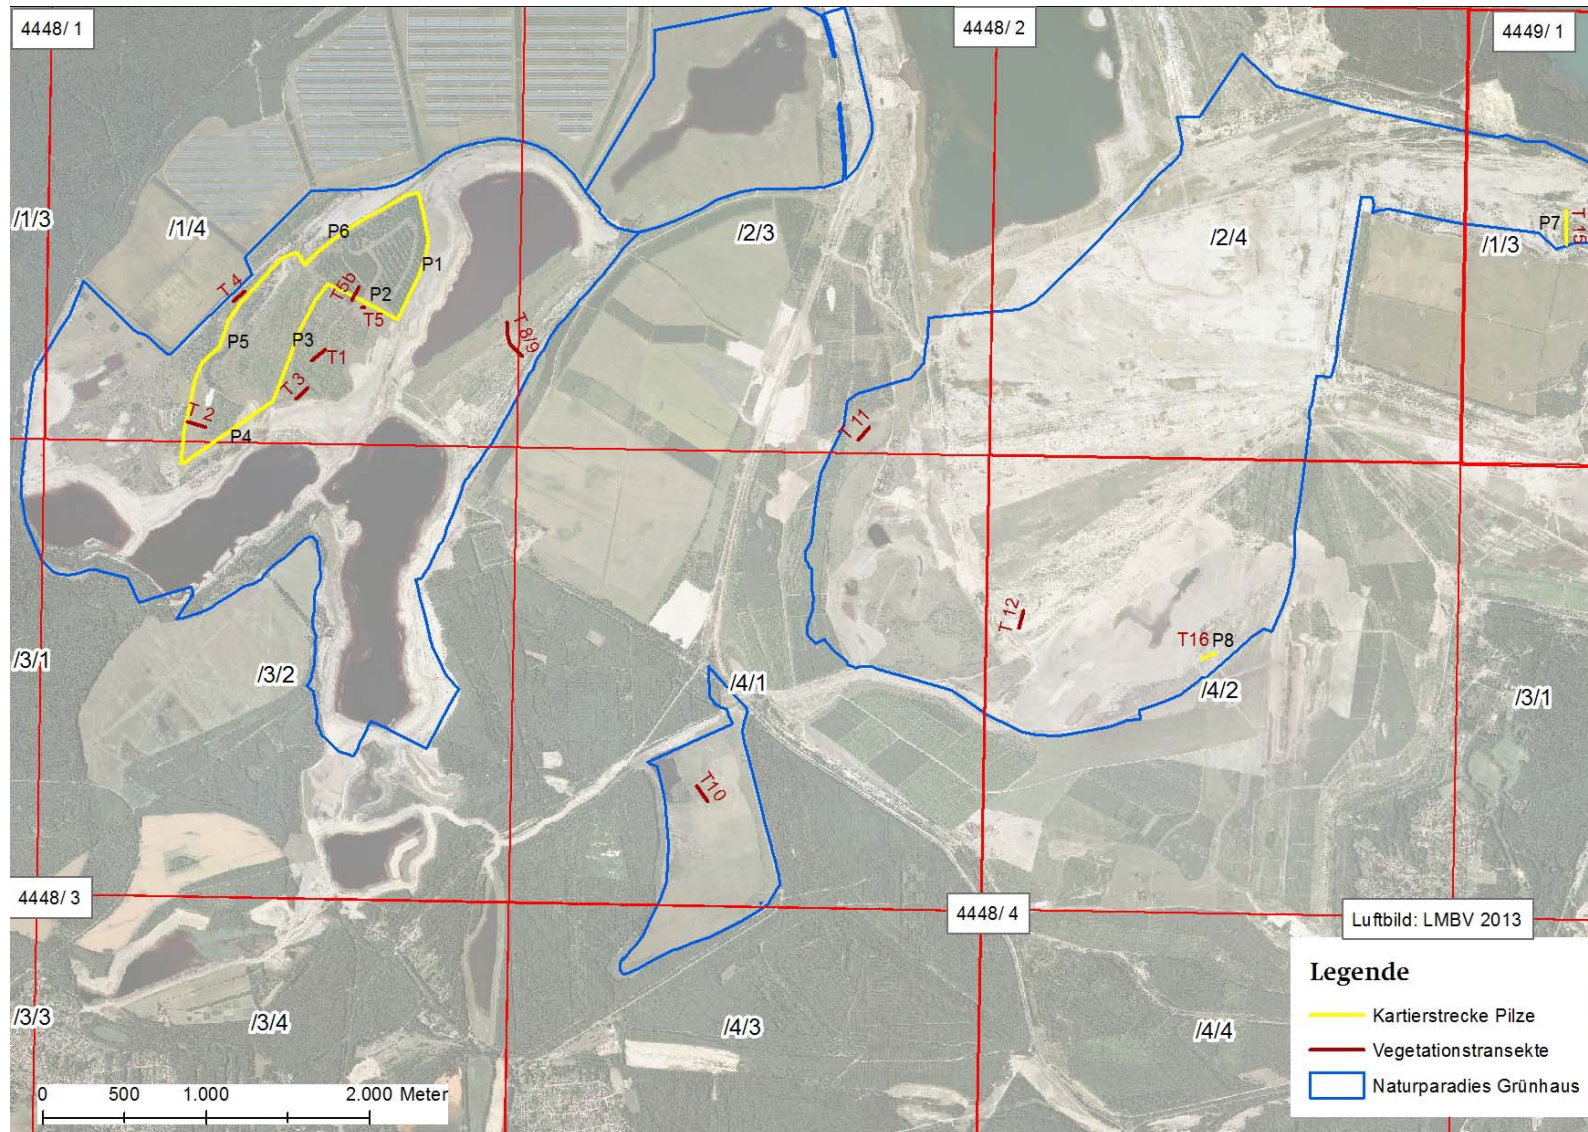 4448/ 1
4448/ 2
4449/ 1
/1/3
/1/4
/2/3
/2/4
/1/3
P6
P1
T 4
T5b
P2
T5
P5
P3
T1
T 3
T 2
P4
T 8/9
P7
T 15
T 11
T 12
T16
P8
/3/1
/3/2
/4/1
/4/2
/3/1
T10
4448/ 3
4448/ 4
Luftbild: LMBV 2013
/3/3
/3/4
/4/3
/4/4
Legende
Kartierstrecke Pilze
Vegetationstransekte
Naturparadies Grünhaus
0 500 1.000 2.000 Meter